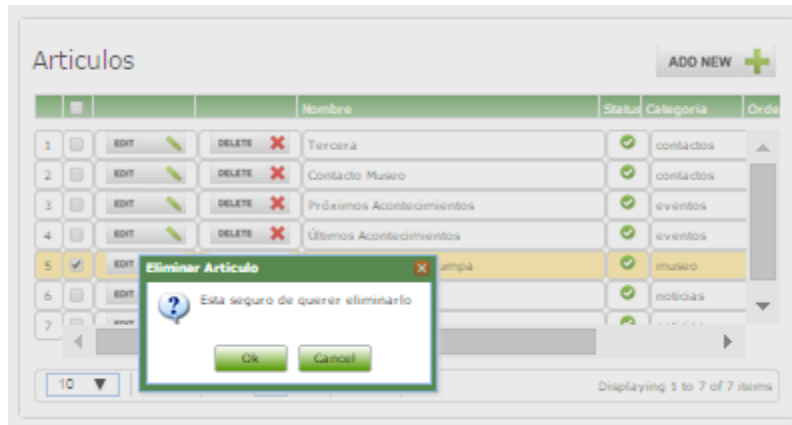 Articulos
ADD NEW
Nombre Status Categoria Orde
1 EDIT DELETE Tercera contactos
2 EDIT DELETE Contacto Museo contactos
3 EDIT DELETE Próximos Acontecimientos eventos
4 EDIT DELETE Últimos Acontecimientos eventos
5 EDIT umpa museo
Eliminar Articulo
Esta seguro de querer eliminarlo
Ok Cancel
6 EDIT noticias
7
10 Displaying 1 to 7 of 7 items